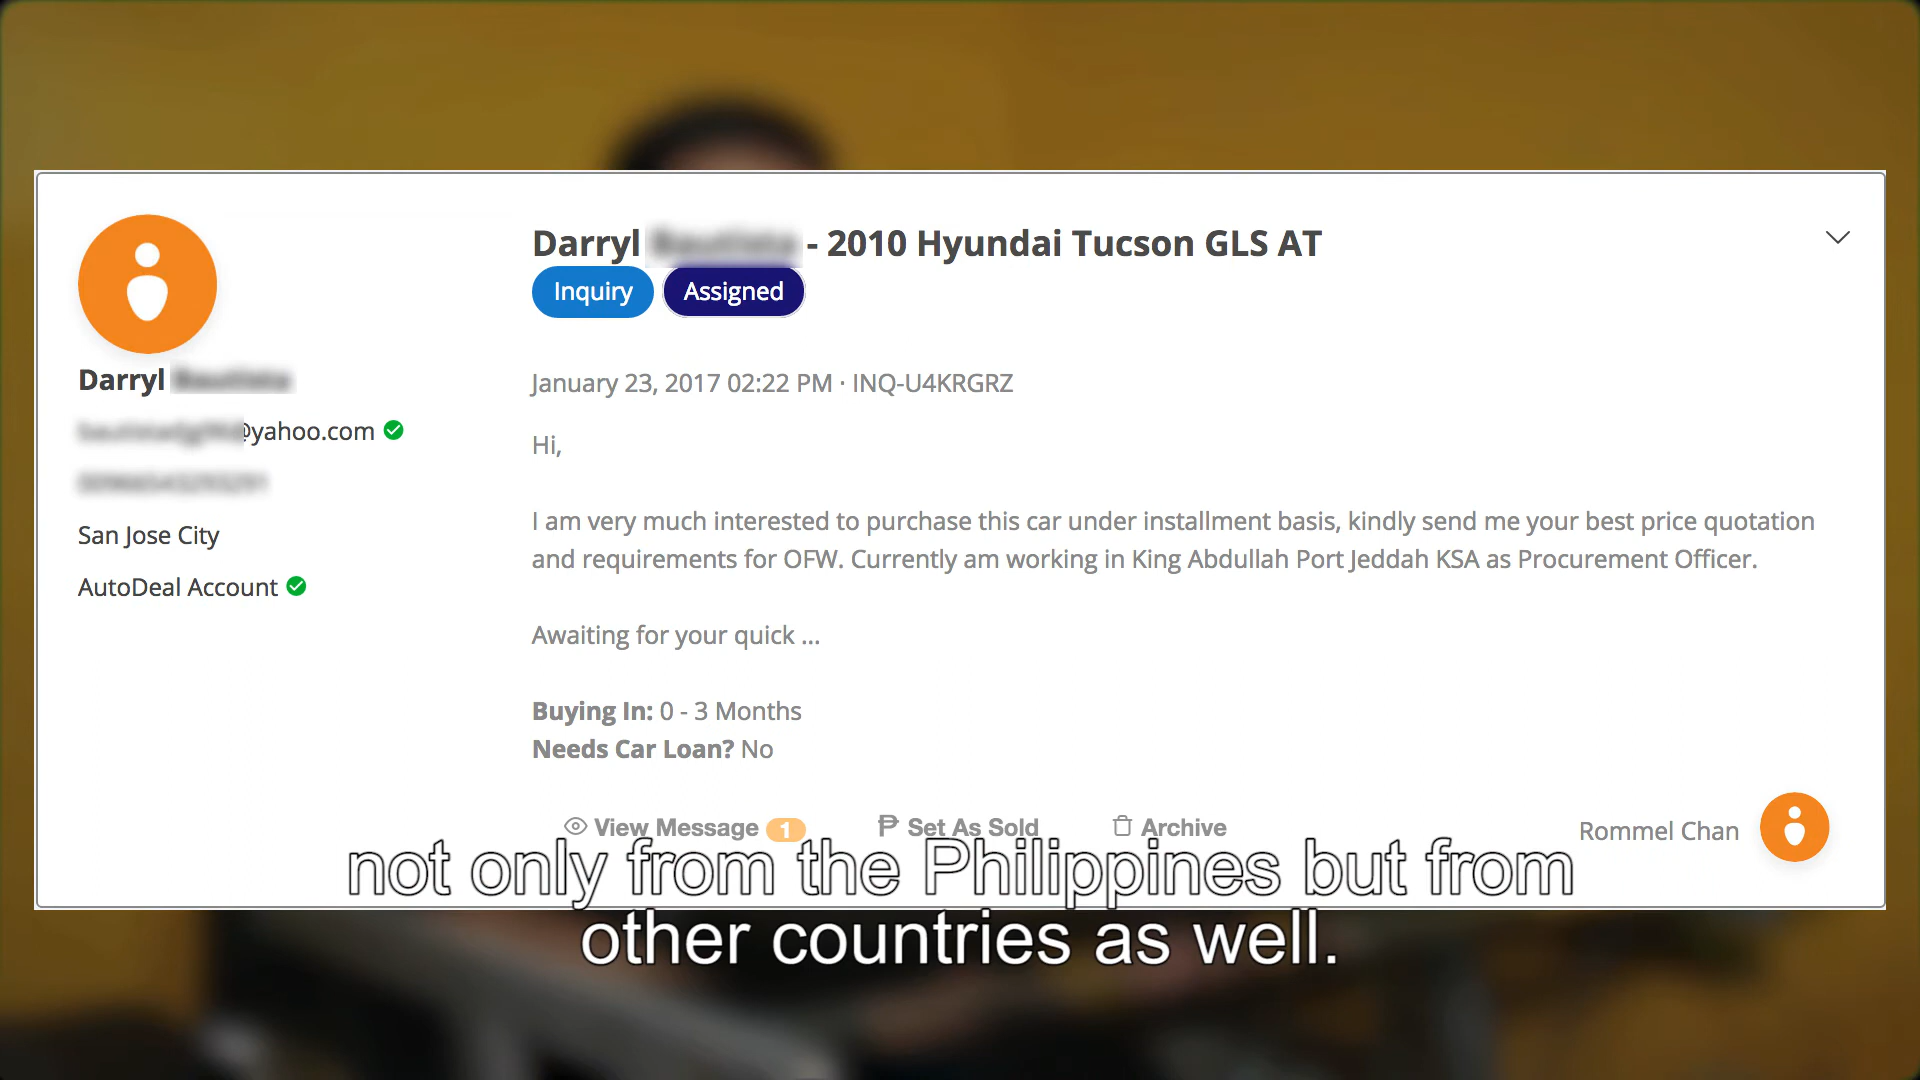 Darryl - 2010 Hyundai Tucson GLS AT
Inquiry Assigned
Darryl
@yahoo.com
San Jose City
AutoDeal Account
January 23, 2017 02:22 PM · INQ-U4KRGRZ
Hi,
I am very much interested to purchase this car under installment basis, kindly send me your best price quotation
and requirements for OFW. Currently am working in King Abdullah Port Jeddah KSA as Procurement Officer.
Awaiting for your quick ...
Buying In: 0 - 3 Months
Needs Car Loan? No
View Message 1 Set As Sold Archive
Rommel Chan
not only from the Philippines but from
other countries as well.